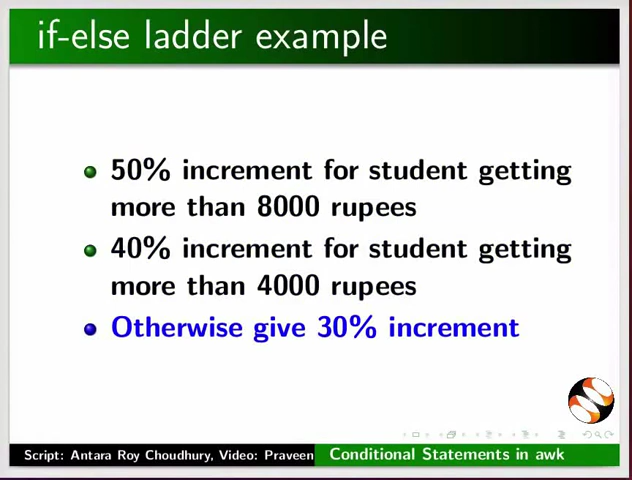 if-else ladder example
50% increment for student getting
more than 8000 rupees
40% increment for student getting
more than 4000 rupees
Otherwise give 30% increment
Script: Antara Roy Choudhury, Video: Praveen
Conditional Statements in awk